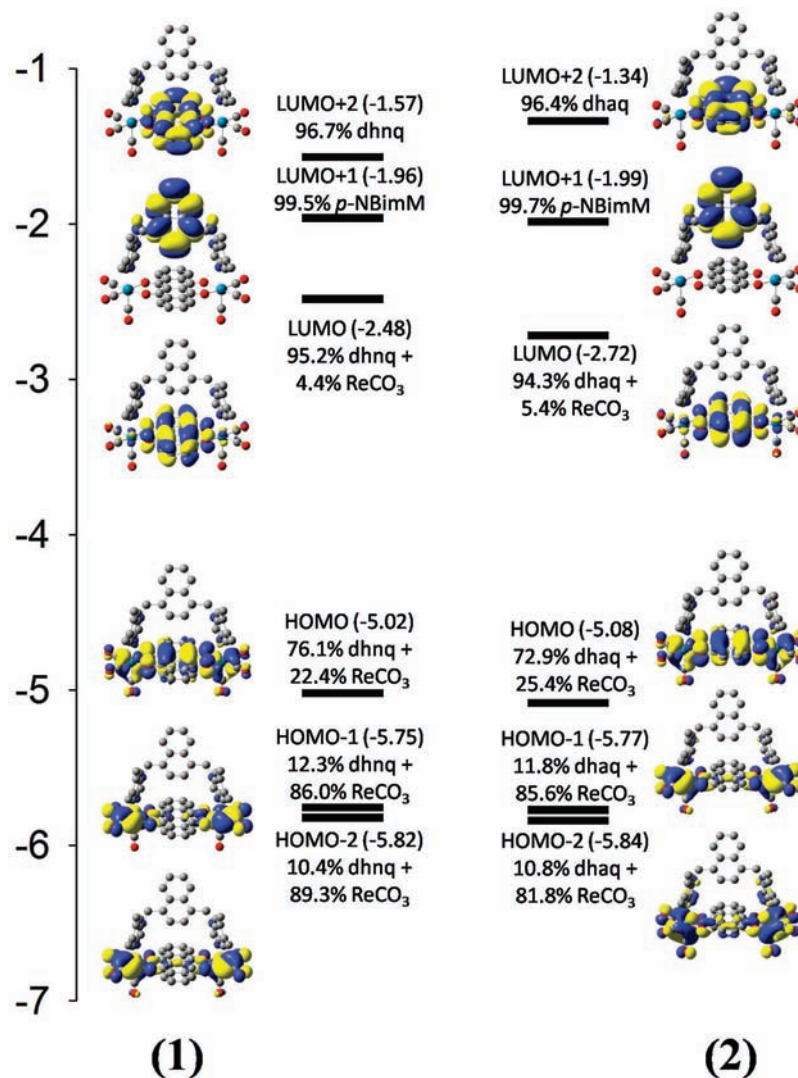 -1
-2
-3
-4
-5
-6
-7
LUMO+2 (-1.57)
96.7% dhnq
LUMO+1 (-1.96)
99.5% p-NBimM
LUMO (-2.48)
95.2% dhnq +
4.4% ReCO₃
HOMO (-5.02)
76.1% dhnq +
22.4% ReCO₃
HOMO-1 (-5.75)
12.3% dhnq +
86.0% ReCO₃
HOMO-2 (-5.82)
10.4% dhnq +
89.3% ReCO₃
(1)
LUMO+2 (-1.34)
96.4% dhaq
LUMO+1 (-1.99)
99.7% p-NBimM
LUMO (-2.72)
94.3% dhaq +
5.4% ReCO₃
HOMO (-5.08)
72.9% dhaq +
25.4% ReCO₃
HOMO-1 (-5.77)
11.8% dhaq +
85.6% ReCO₃
HOMO-2 (-5.84)
10.8% dhaq +
81.8% ReCO₃
(2)